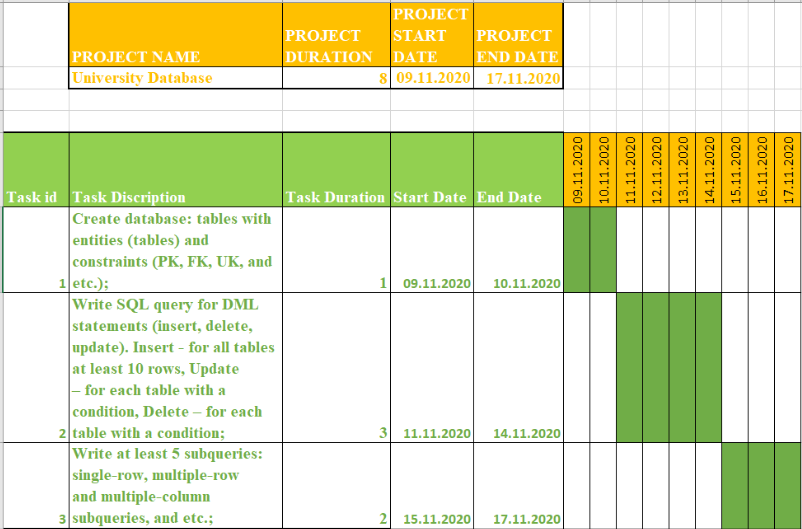 PROJECT NAME PROJECT DURATION PROJECT START DATE PROJECT END DATE
University Database 8 09.11.2020 17.11.2020
Task id Task Discription Task Duration Start Date End Date 09.11.2020 10.11.2020 11.11.2020 12.11.2020 13.11.2020 14.11.2020 15.11.2020 16.11.2020 17.11.2020
Create database: tables with
entities (tables) and
constraints (PK, FK, UK, and
1 etc.); 1 09.11.2020 10.11.2020
Write SQL query for DML
statements (insert, delete,
update). Insert - for all tables
at least 10 rows, Update
– for each table with a
condition, Delete – for each
2 table with a condition; 3 11.11.2020 14.11.2020
Write at least 5 subqueries:
single-row, multiple-row
and multiple-column
3 subqueries, and etc.; 2 15.11.2020 17.11.2020